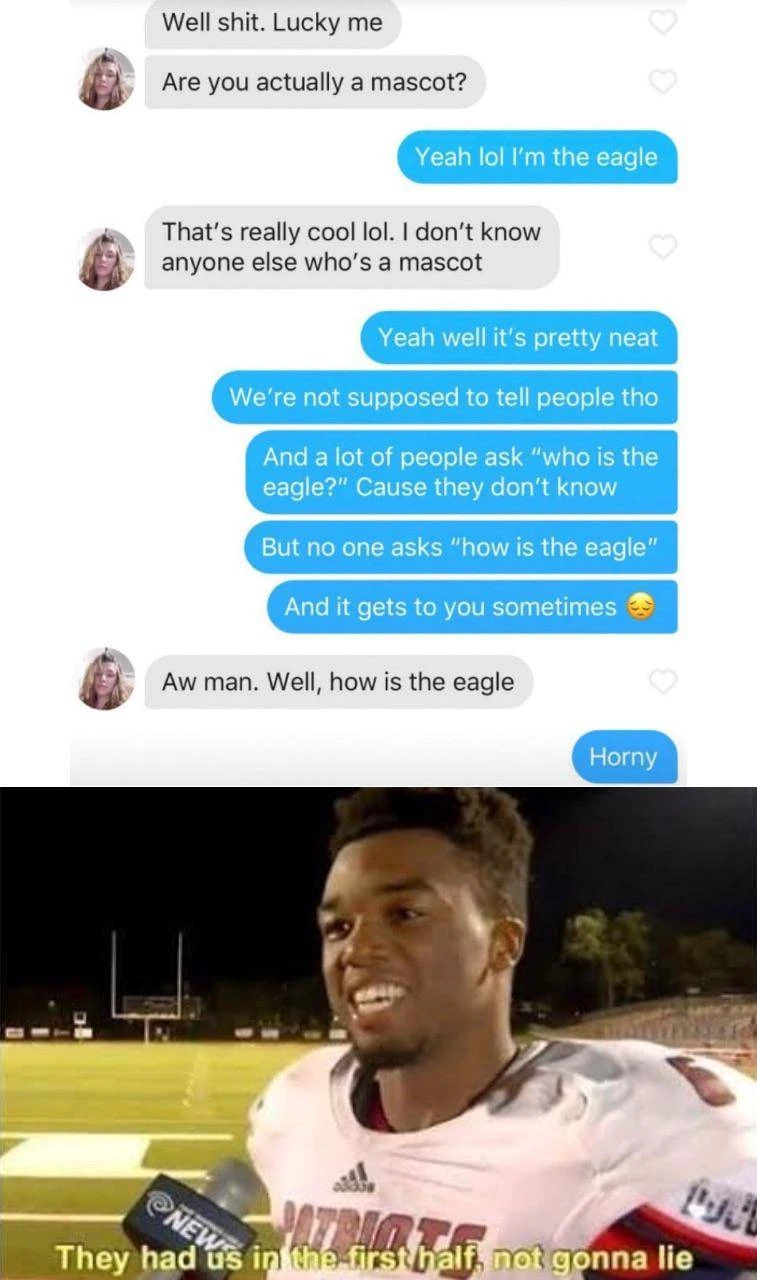 Well shit. Lucky me
Are you actually a mascot?
Yeah lol I'm the eagle
That's really cool lol. I don't know
anyone else who's a mascot
Yeah well it's pretty neat
We're not supposed to tell people tho
And a lot of people ask “who is the
eagle?" Cause they don't know
But no one asks “how is the eagle”
And it gets to you sometimes 😔
Aw man. Well, how is the eagle
Horny
adidas
PATRIOTS
NEWS
They had us in the first half, not gonna lie